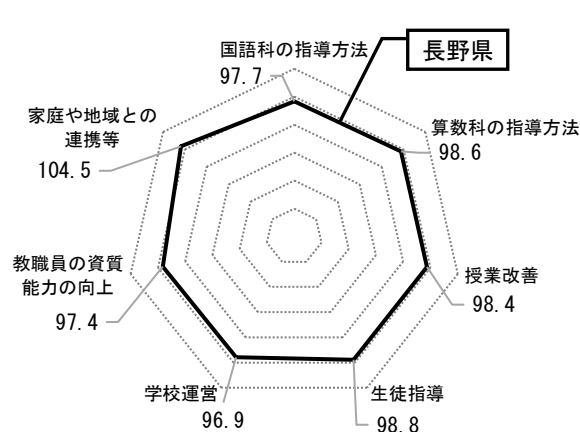 国語科の指導方法
97.7
長野県
算数科の指導方法
98.6
授業改善
98.4
生徒指導
98.8
学校運営
96.9
教職員の資質
能力の向上
97.4
家庭や地域との
連携等
104.5